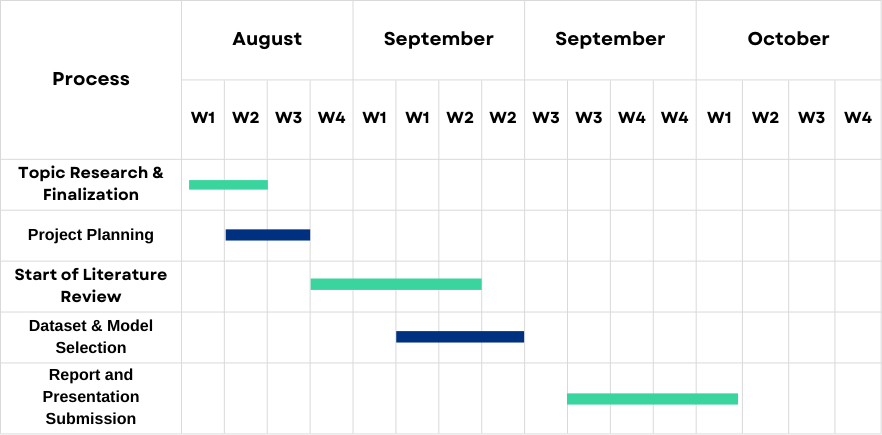 Process
August
September
September
October
W1 W2 W3 W4 W1 W1 W2 W2 W3 W3 W4 W4 W1 W2 W3 W4
Topic Research &
Finalization
Project Planning
Start of Literature
Review
Dataset & Model
Selection
Report and
Presentation
Submission